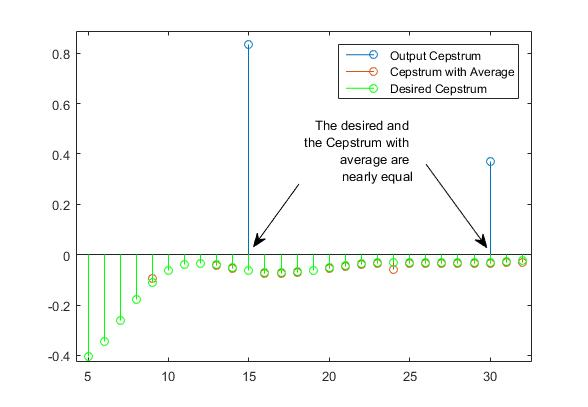 0.8
0.6
0.4
0.2
0
-0.2
-0.4
5
10
15
20
25
30
Output Cepstrum
Cepstrum with Average
Desired Cepstrum
The desired and
the Cepstrum with
average are
nearly equal